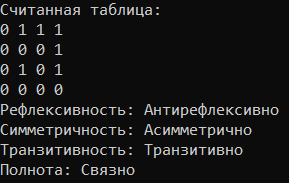 Считанная таблица:
0 1 1 1
0 0 0 1
0 1 0 1
0 0 0 0
Рефлексивность: Антирефлексивно
Симметричность: Асимметрично
Транзитивность: Транзитивно
Полнота: Связно